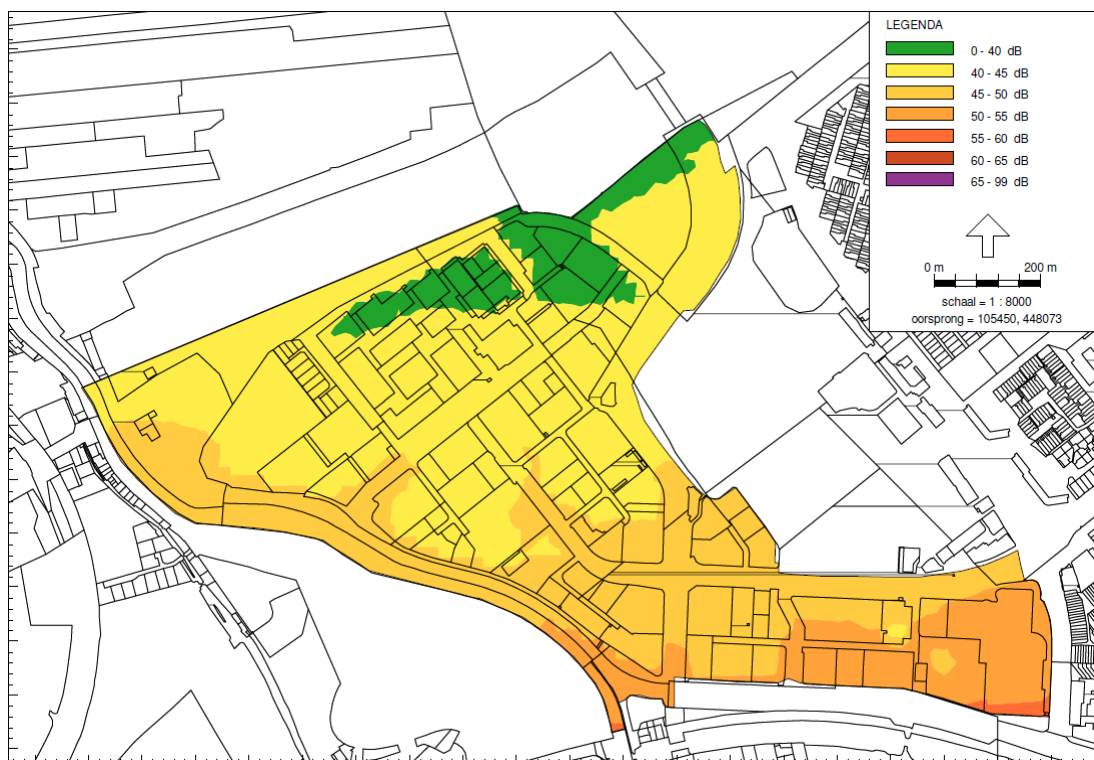 LEGENDA
0 - 40 dB
40 - 45 dB
45 - 50 dB
50 - 55 dB
55 - 60 dB
60 - 65 dB
65 - 99 dB
0 m 200 m
schaal = 1 : 8000
oorsprong = 105450, 448073